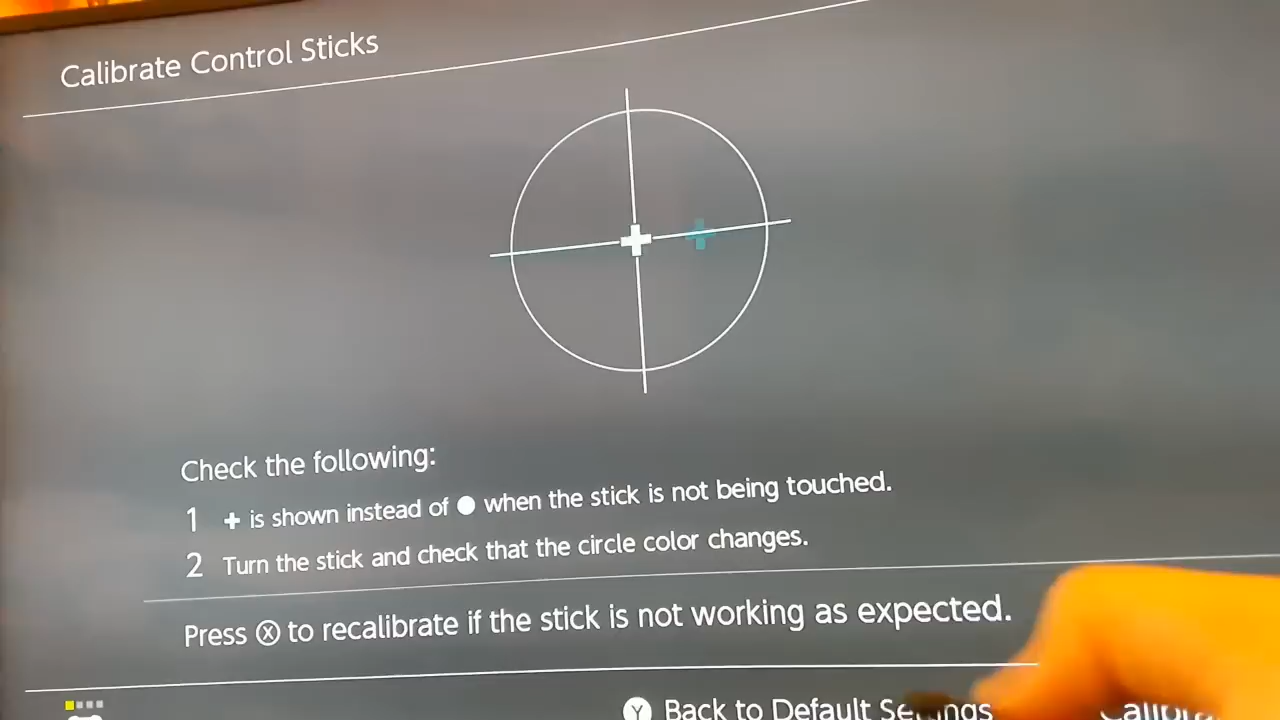 Calibrate Control Sticks
Check the following:
1 + is shown instead of ● when the stick is not being touched.
2 Turn the stick and check that the circle color changes.
Press Ⓧ to recalibrate if the stick is not working as expected.
Ⓨ Back to Default Settings